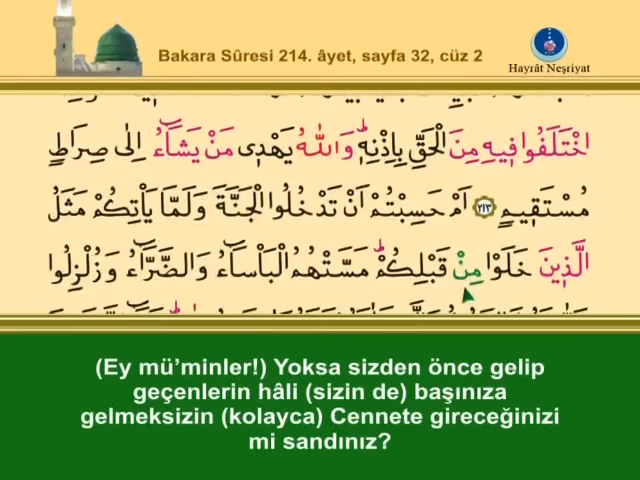 Bakara Sûresi 214. âyet, sayfa 32, cüz 2
Hayrât Neşriyat
اخْتَلَفُوا فٖيهِ مِنَ الْحَقِّ بِاِذْنِهٖۜ وَاللّٰهُ يَهْدٖى مَنْ يَشَٓاءُ اِلٰى صِرَاطٍ
مُسْتَقٖيمٍ ﴿٢١٣﴾ اَمْ حَسِبْتُمْ اَنْ تَدْخُلُوا الْجَنَّةَ وَلَمَّا يَاْتِكُمْ مَثَلُ
الَّذٖينَ خَلَوْا مِنْ قَبْلِكُمْۜ مَسَّتْهُمُ الْبَاْسَٓاءُ وَالضَّرَّٓاءُ وَزُلْزِلُوا
(Ey mü’minler!) Yoksa sizden önce gelip
geçenlerin hâli (sizin de) başınıza
gelmeksizin (kolayca) Cennete gireceğinizi
mi sandınız?